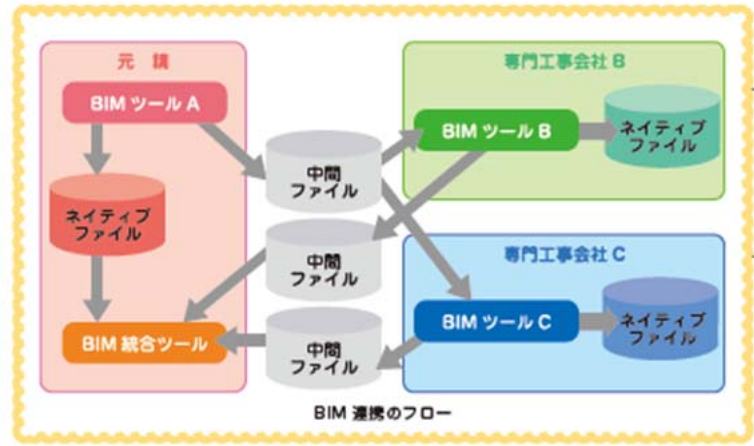 元請
BIM ツール A
ネイティブ
ファイル
BIM 統合ツール
中間
ファイル
中間
ファイル
中間
ファイル
専門工事会社 B
BIM ツール B
ネイティブ
ファイル
専門工事会社 C
BIM ツール C
ネイティブ
ファイル
BIM 連携のフロー